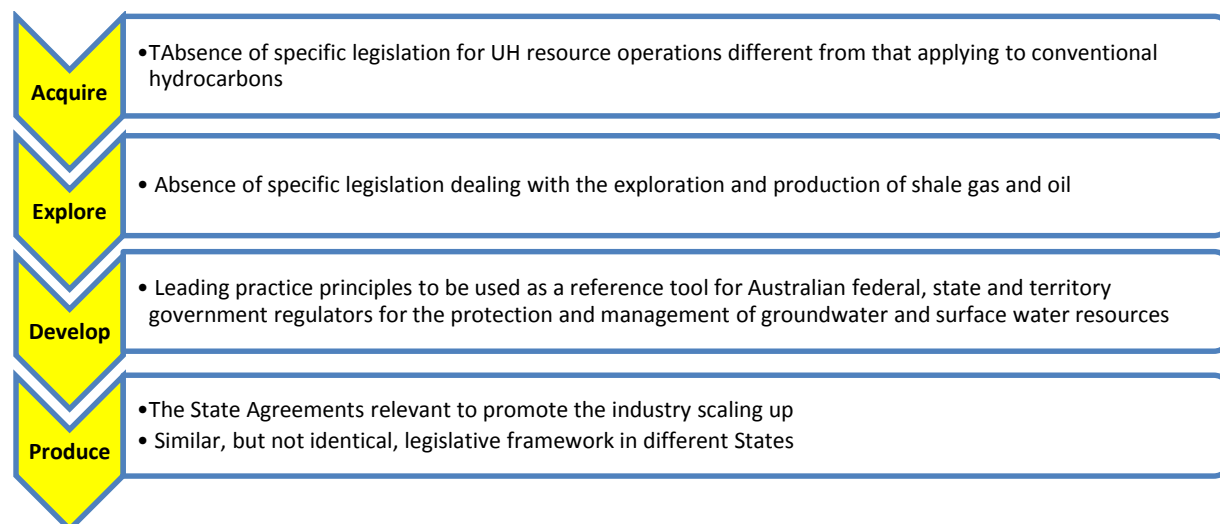 Acquire
•TAbsence of specific legislation for UH resource operations different from that applying to conventional
hydrocarbons
Explore
• Absence of specific legislation dealing with the exploration and production of shale gas and oil
Develop
• Leading practice principles to be used as a reference tool for Australian federal, state and territory
government regulators for the protection and management of groundwater and surface water resources
Produce
•The State Agreements relevant to promote the industry scaling up
• Similar, but not identical, legislative framework in different States